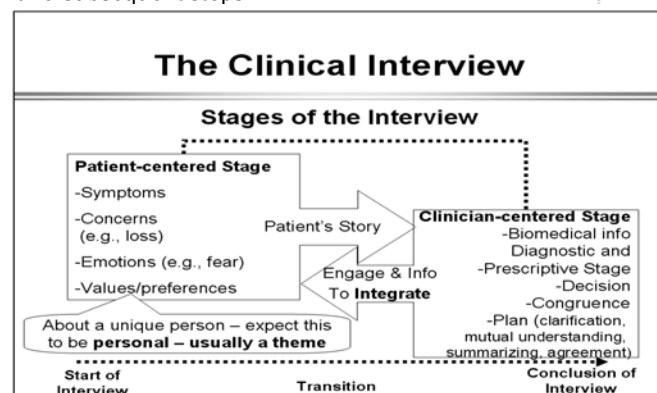 The Clinical Interview
Stages of the Interview
Patient-centered Stage
-Symptoms
-Concerns
(e.g., loss)
-Emotions (e.g., fear)
-Values/preferences
Patient's Story
Engage & Info
To Integrate
Clinician-centered Stage
-Biomedical info
Diagnostic and
-Prescriptive Stage
-Decision
-Congruence
-Plan (clarification,
mutual understanding,
summarizing, agreement)
About a unique person – expect this
to be personal – usually a theme
Start of
Interview
Transition
Conclusion of
Interview